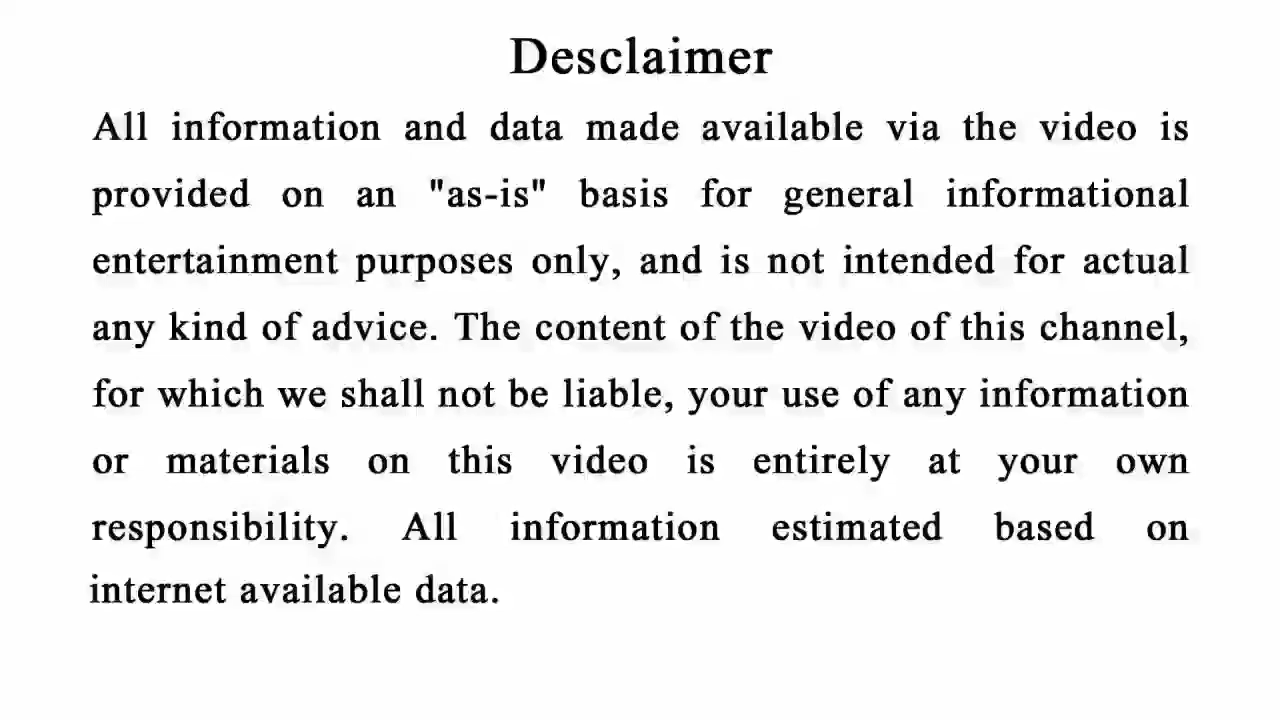 Desclaimer
All information and data made available via the video is
provided on an "as-is" basis for general informational
entertainment purposes only, and is not intended for actual
any kind of advice. The content of the video of this channel,
for which we shall not be liable, your use of any information
or materials on this video is entirely at your own
responsibility. All information estimated based on
internet available data.